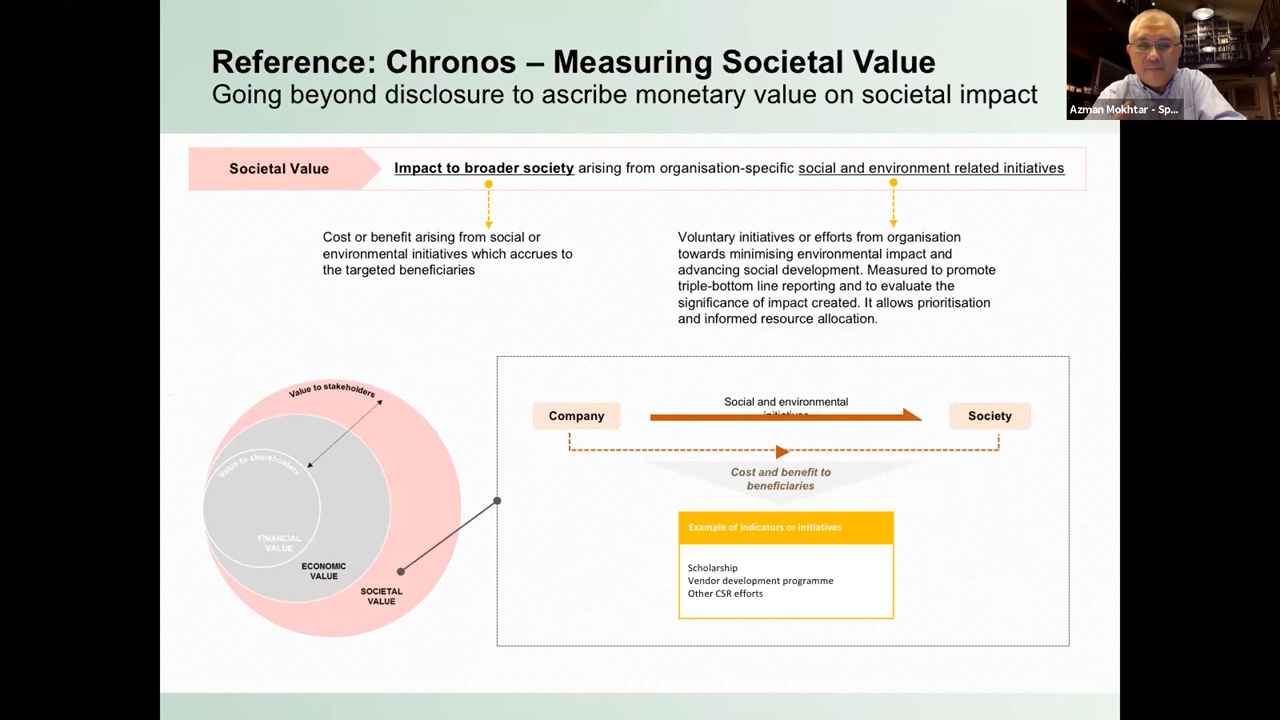 Reference: Chronos – Measuring Societal Value
Going beyond disclosure to ascribe monetary value on societal impact
Azman Mokhtar - Sp...
Societal Value
Impact to broader society arising from organisation-specific social and environment related initiatives
Cost or benefit arising from social or
environmental initiatives which accrues to
the targeted beneficiaries
Voluntary initiatives or efforts from organisation
towards minimising environmental impact and
advancing social development. Measured to promote
triple-bottom line reporting and to evaluate the
significance of impact created. It allows prioritisation
and informed resource allocation.
Value to stakeholders
Value to shareholders
FINANCIAL
VALUE
ECONOMIC
VALUE
SOCIETAL
VALUE
Company
Social and environmental
initiatives
Society
Cost and benefit to
beneficiaries
Example of indicators or initiatives
Scholarship
Vendor development programme
Other CSR efforts